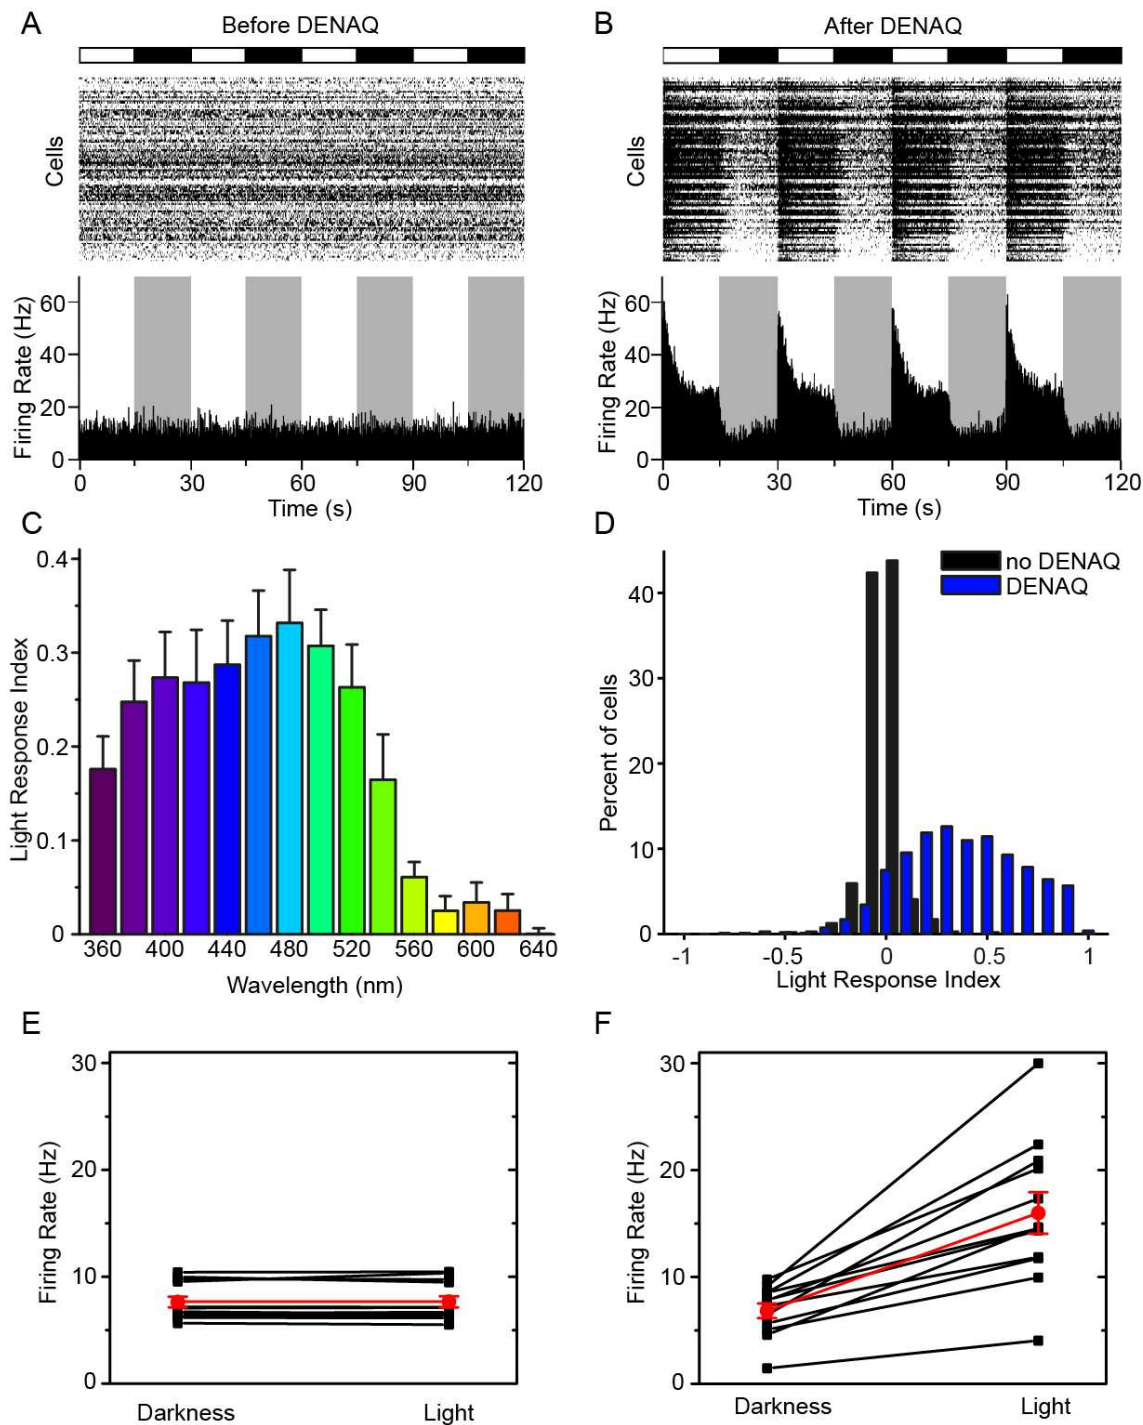 A
Before DENAQ
Cells
Firing Rate (Hz)
60
40
20
0
0 30 60 90 120
Time (s)
B
After DENAQ
Cells
Firing Rate (Hz)
60
40
20
0
0 30 60 90 120
Time (s)
C
Light Response Index
0.4
0.3
0.2
0.1
0
360 400 440 480 520 560 600 640
Wavelength (nm)
D
no DENAQ
DENAQ
Percent of cells
40
30
20
10
0
-1 -0.5 0 0.5 1
Light Response Index
E
Firing Rate (Hz)
30
20
10
0
Darkness Light
F
Firing Rate (Hz)
30
20
10
0
Darkness Light